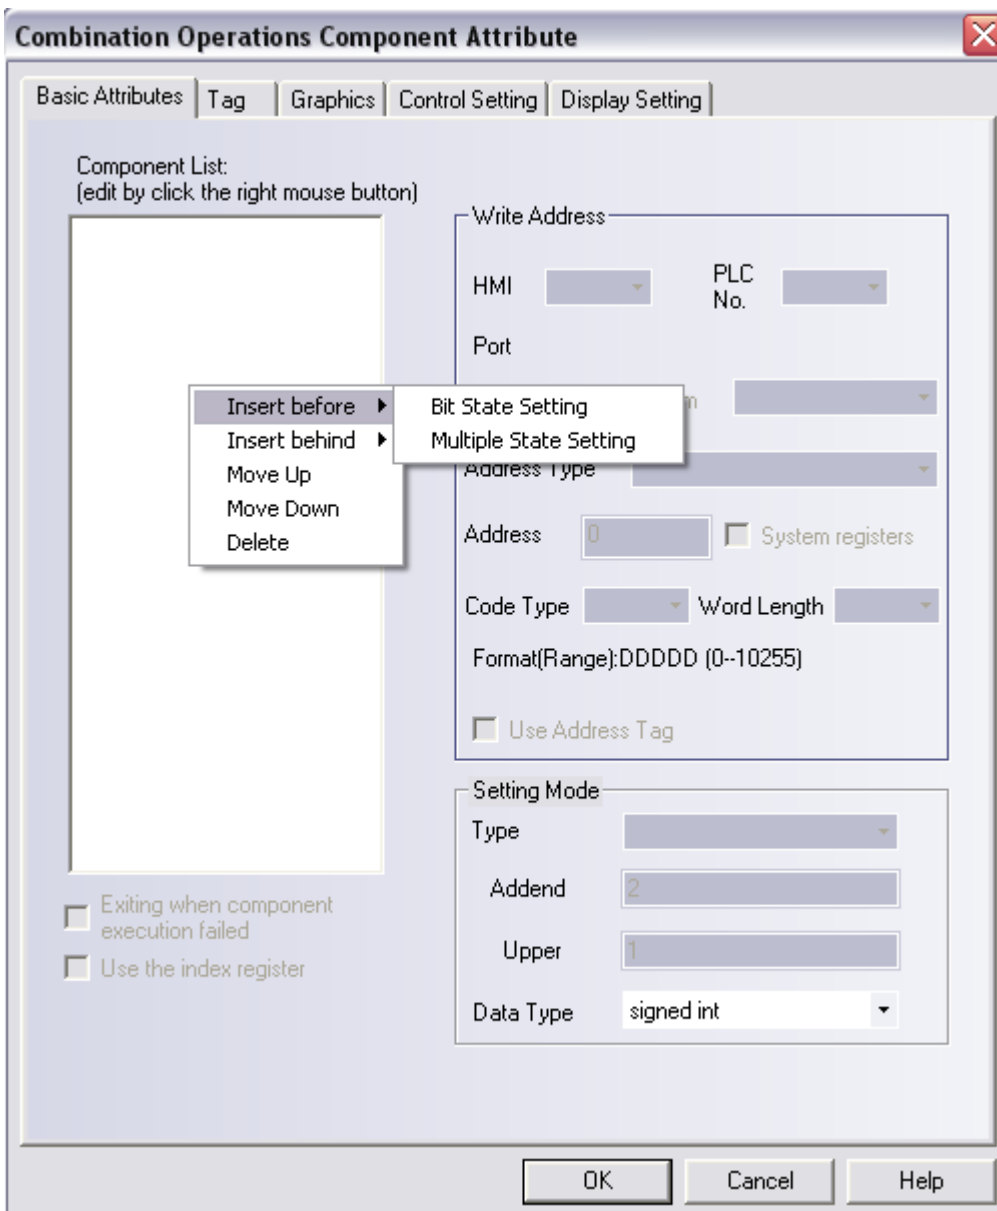 Combination Operations Component Attribute
Basic Attributes Tag Graphics Control Setting Display Setting
Component List:
(edit by click the right mouse button)
Write Address
HMI
PLC
No.
Port
Insert before
Bit State Setting
Insert behind
Multiple State Setting
Move Up
Address Type
Move Down
Delete
Address 0 System registers
Code Type Word Length
Format(Range):DDDDD (0--10255)
Use Address Tag
Setting Mode
Type
Addend 2
Upper 1
Data Type signed int
Exiting when component
execution failed
Use the index register
OK Cancel Help